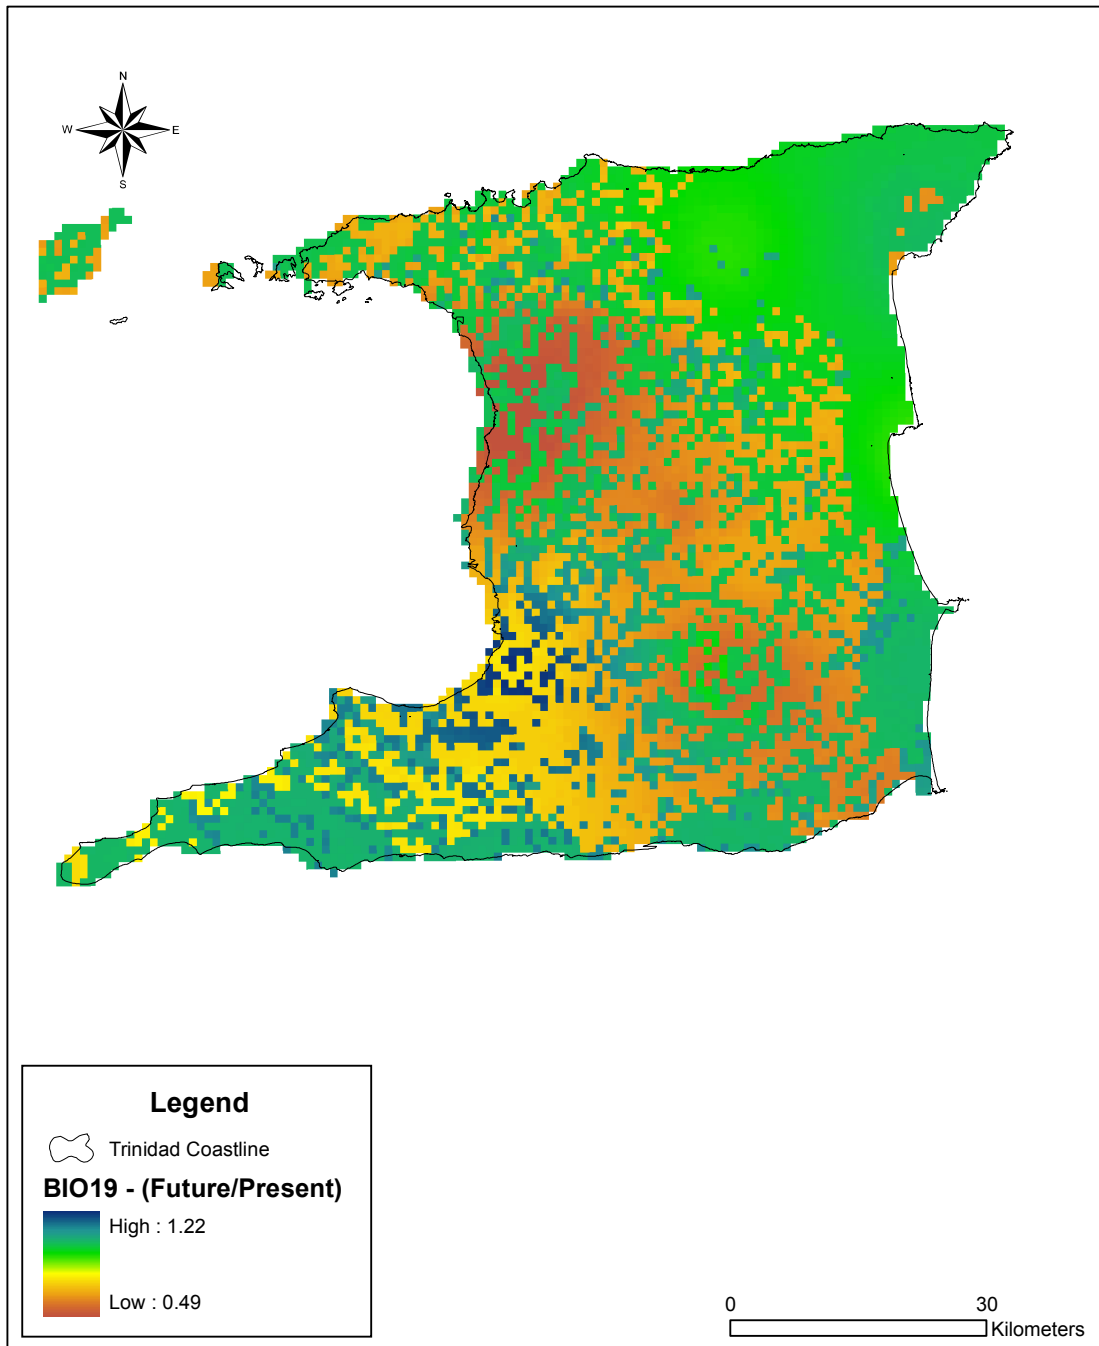 N
W E
S
Legend
Trinidad Coastline
BIO19 - (Future/Present)
High : 1.22
Low : 0.49
0 30
Kilometers